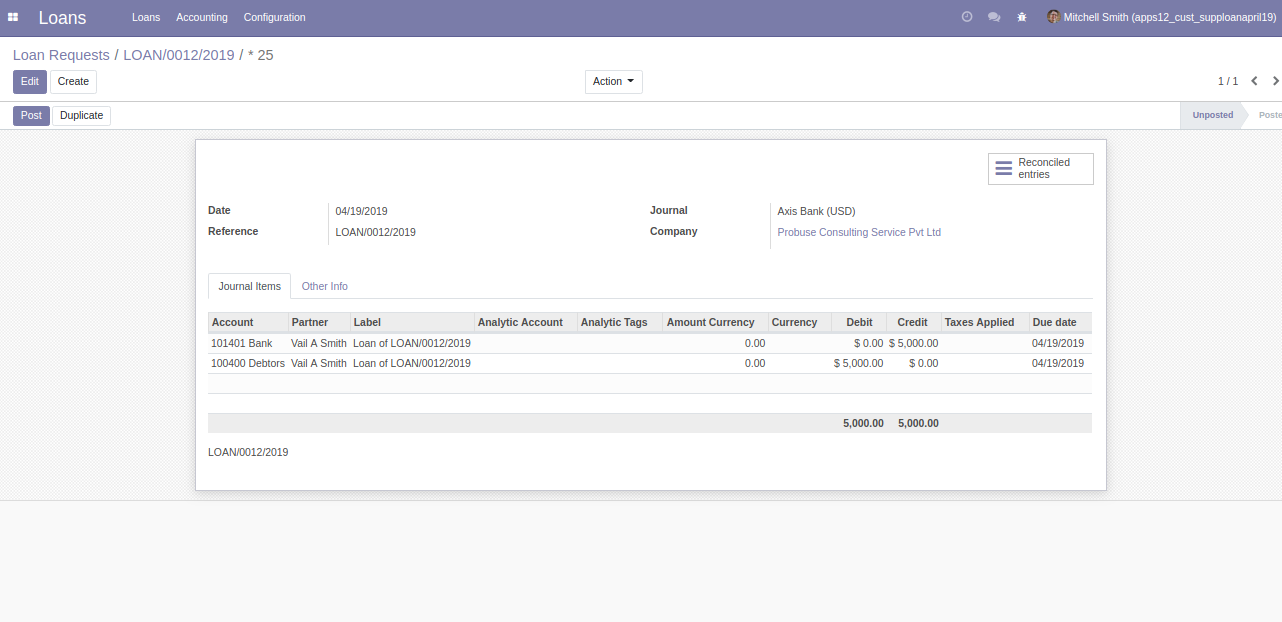 Loans Loans Accounting Configuration Mitchell Smith (apps12_cust_supploanapril19)
Loan Requests / LOAN/0012/2019 / * 25
Edit Create Action 1 / 1
Post Duplicate Unposted Poste
Reconciled
entries
Date 04/19/2019 Journal Axis Bank (USD)
Reference LOAN/0012/2019 Company Probuse Consulting Service Pvt Ltd
Journal Items Other Info
Account Partner Label Analytic Account Analytic Tags Amount Currency Currency Debit Credit Taxes Applied Due date
101401 Bank Vail A Smith Loan of LOAN/0012/2019 0.00 $ 0.00 $ 5,000.00 04/19/2019
100400 Debtors Vail A Smith Loan of LOAN/0012/2019 0.00 $ 5,000.00 $ 0.00 04/19/2019
5,000.00 5,000.00
LOAN/0012/2019